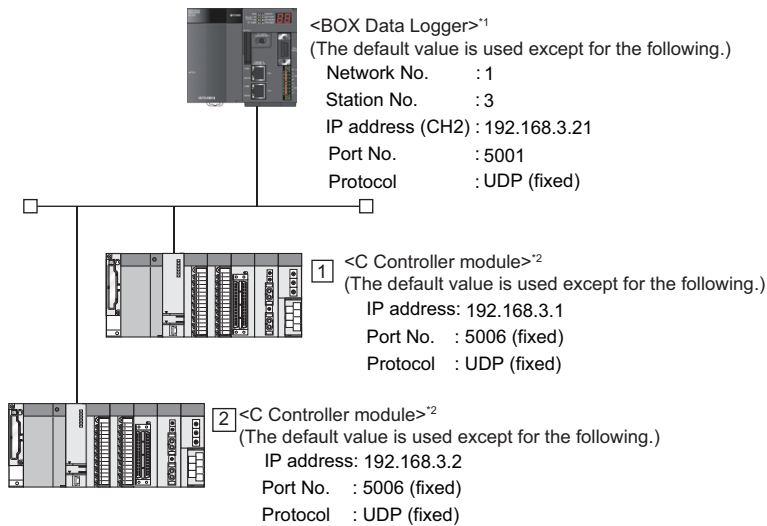 <BOX Data Logger>*1
(The default value is used except for the following.)
Network No. : 1
Station No. : 3
IP address (CH2) : 192.168.3.21
Port No. : 5001
Protocol : UDP (fixed)
1 <C Controller module>*2
(The default value is used except for the following.)
IP address: 192.168.3.1
Port No. : 5006 (fixed)
Protocol : UDP (fixed)
2 <C Controller module>*2
(The default value is used except for the following.)
IP address: 192.168.3.2
Port No. : 5006 (fixed)
Protocol : UDP (fixed)